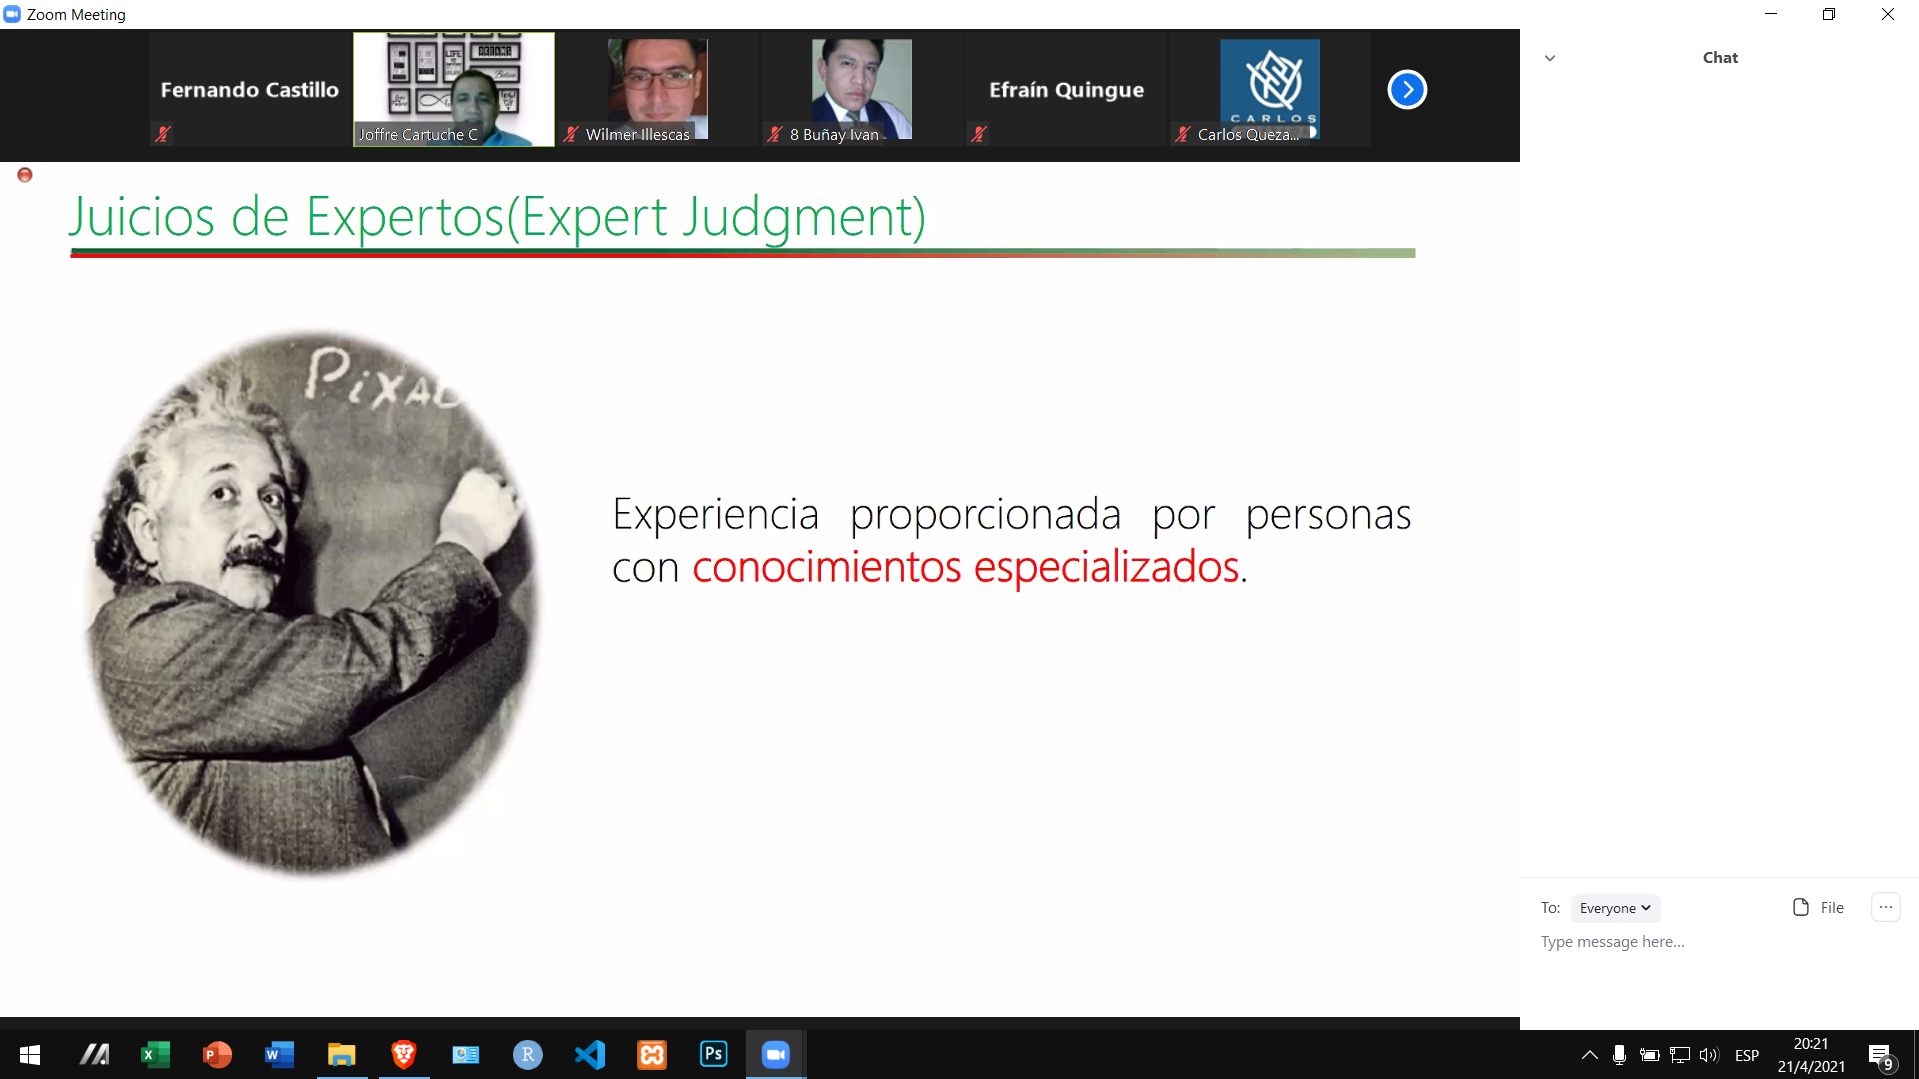 Zoom Meeting
Fernando Castillo
LIFE
Joffre Cartuche C
Wilmer Illescas
8 Buñay Ivan
Efraín Quingue
CARLOS
Carlos Queza...
Chat
Juicios de Expertos(Expert Judgment)
PiXAB
Experiencia proporcionada por personas
con conocimientos especializados.
To: Everyone
File
Type message here...
X
P
W
R
Ps
ESP
20:21
21/4/2021
9